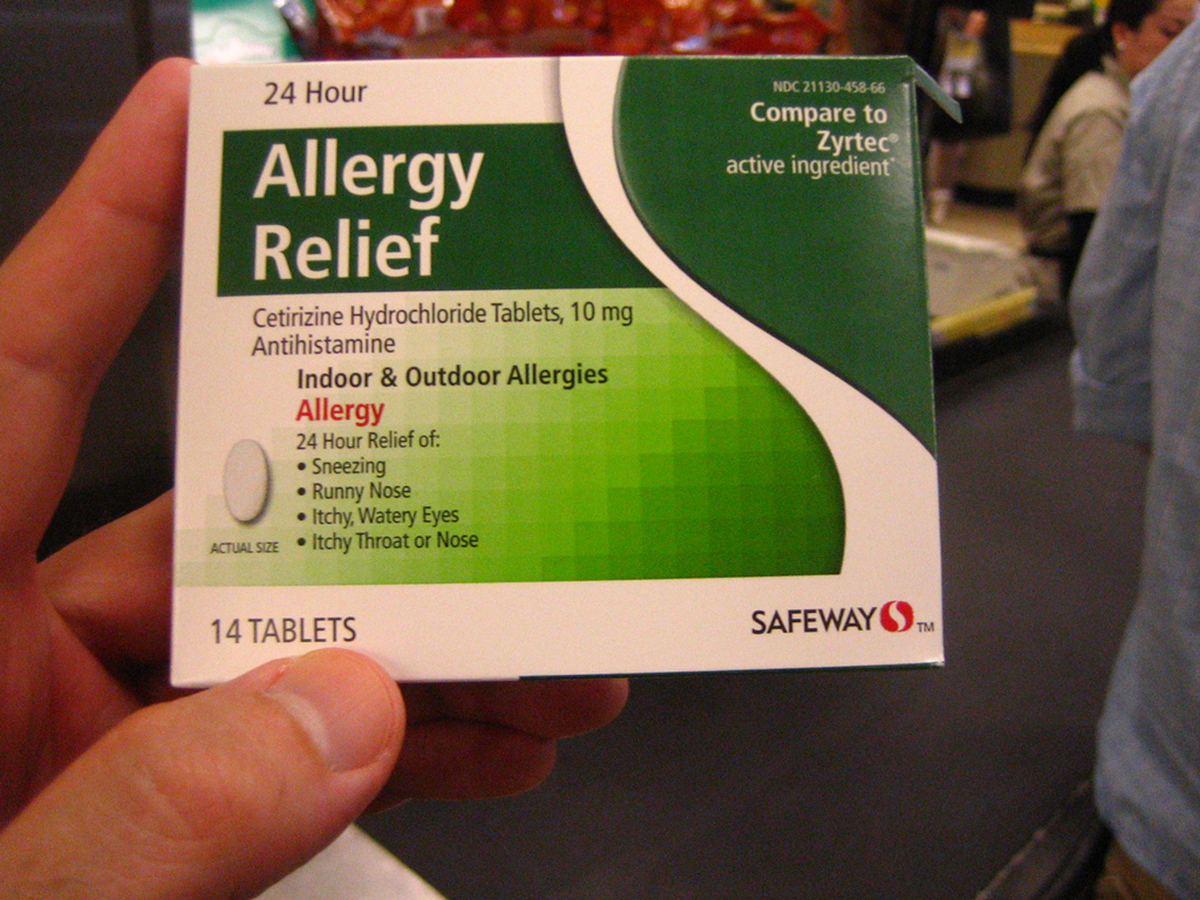 24 Hour
Allergy
Relief
NDC 21130-458-66
Compare to
Zyrtec®
active ingredient*
Cetirizine Hydrochloride Tablets, 10 mg
Antihistamine
Indoor & Outdoor Allergies
Allergy
24 Hour Relief of:
• Sneezing
• Runny Nose
• Itchy, Watery Eyes
• Itchy Throat or Nose
ACTUAL SIZE
14 TABLETS
SAFEWAY TM